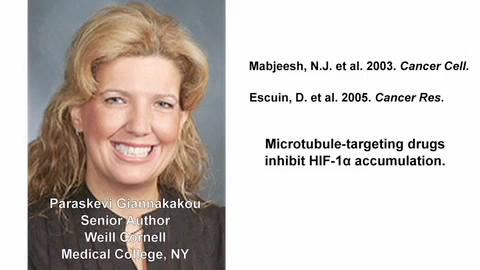 Mabjeesh, N.J. et al. 2003. Cancer Cell.
Escuin, D. et al. 2005. Cancer Res.
Microtubule-targeting drugs
inhibit HIF-1α accumulation.
Paraskevi Giannakakou
Senior Author
Weill Cornell
Medical College, NY